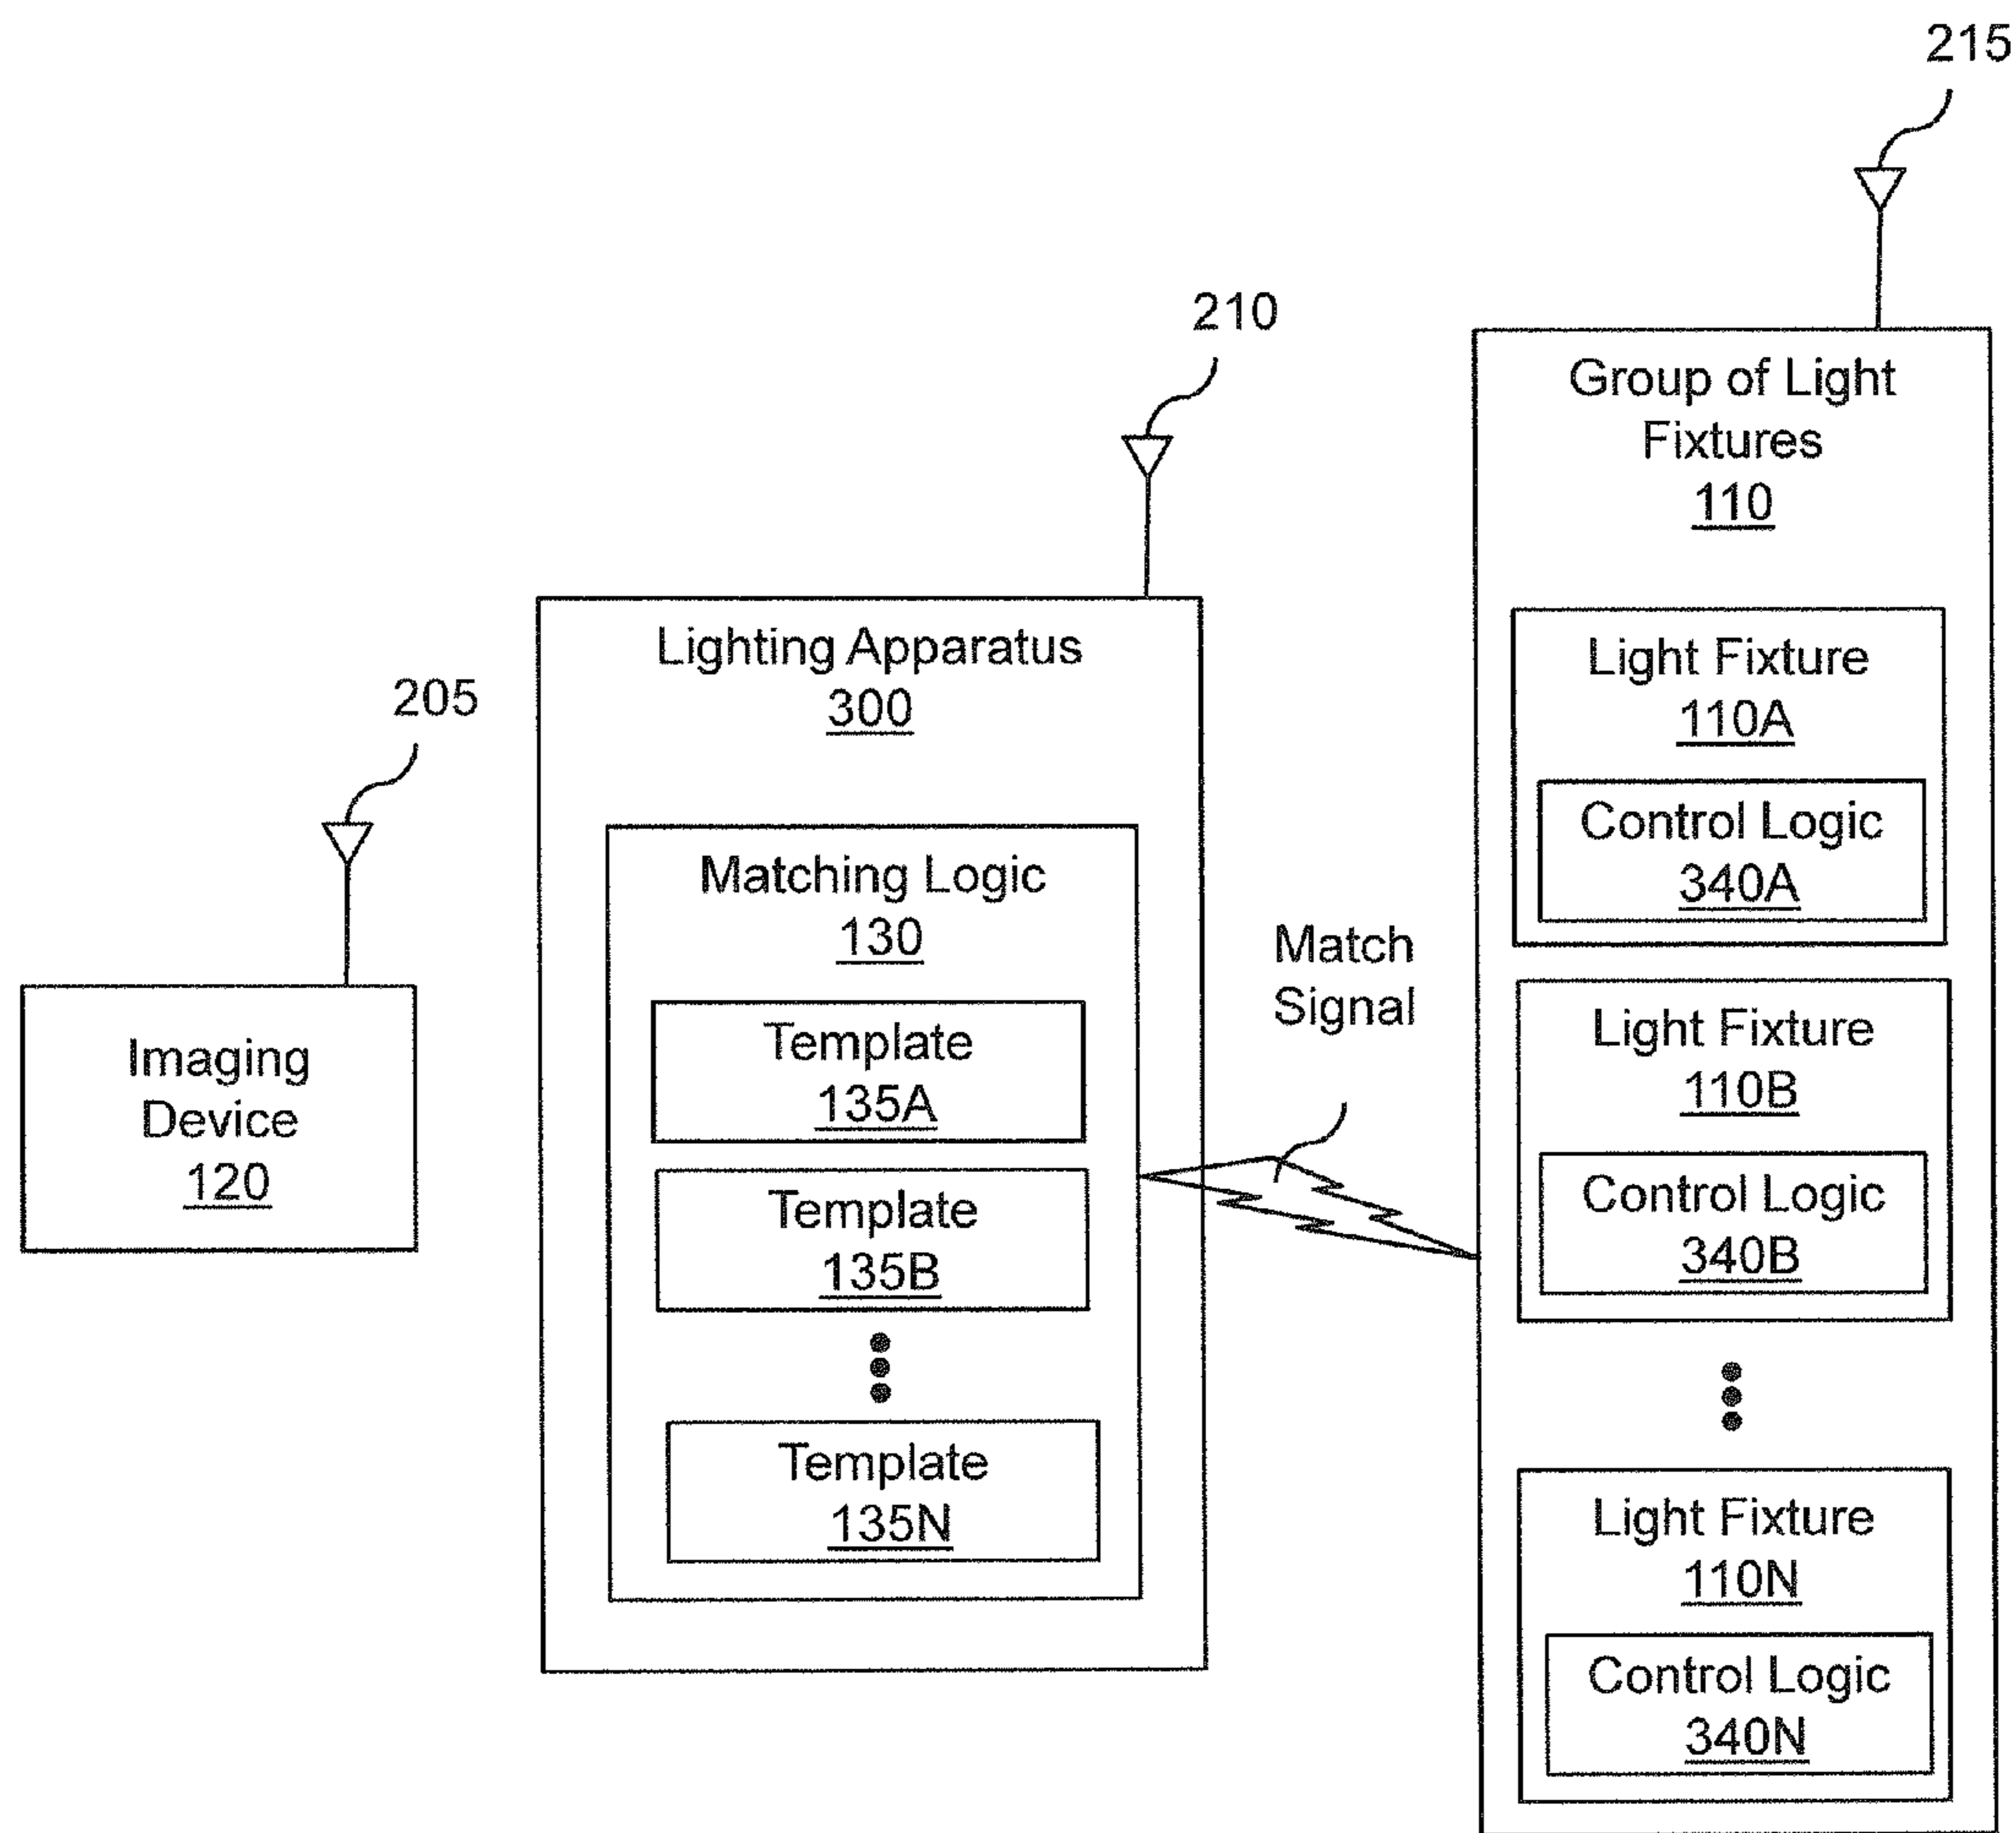 215
210
205
Group of Light
Fixtures
110
Light Fixture
110A
Control Logic
340A
Light Fixture
110B
Control Logic
340B
Light Fixture
110N
Control Logic
340N
Lighting Apparatus
300
Matching Logic
130
Template
135A
Template
135B
Template
135N
Match
Signal
Imaging
Device
120